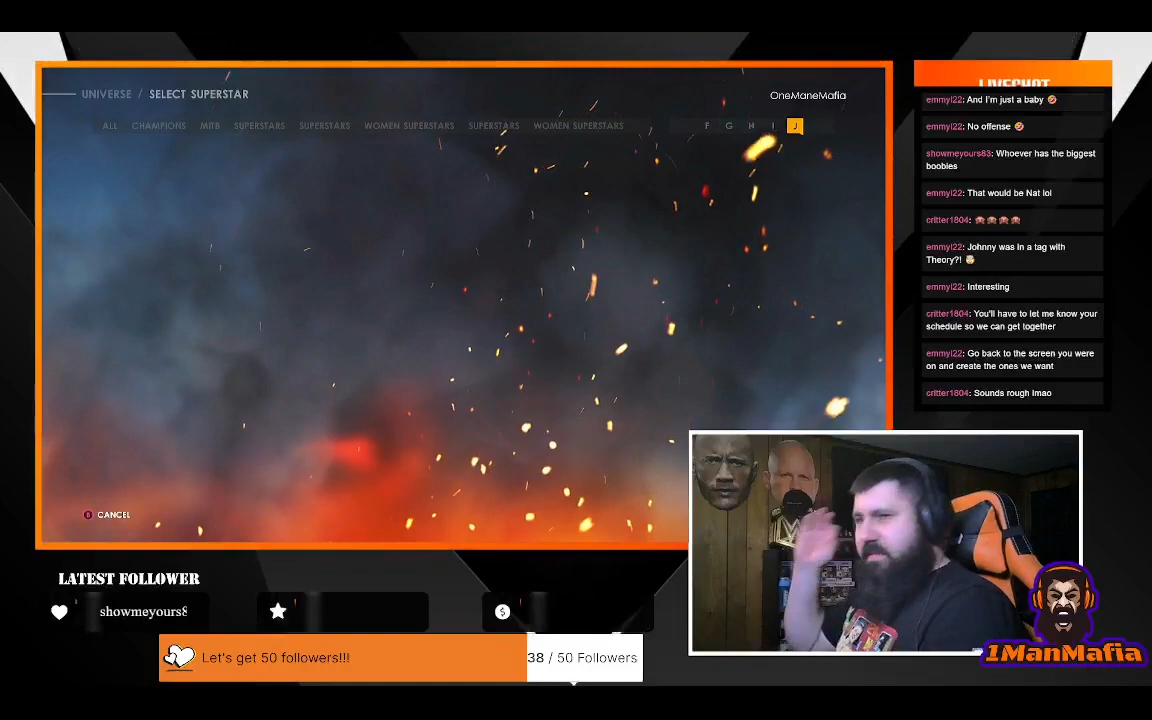 UNIVERSE / SELECT SUPERSTAR
OneManeMafia
ALL CHAMPIONS MITB SUPERSTARS SUPERSTARS WOMEN SUPERSTARS SUPERSTARS WOMEN SUPERSTARS F G H I J
B CANCEL
LIVECHAT
emmyl22: And I'm just a baby 🤣
emmyl22: No offense 🤣
showmeyours83: Whoever has the biggest
boobies
emmyl22: That would be Nat lol
critter1804: 🙈🙈🙈🙈
emmyl22: Johnny was in a tag with
Theory?! 🤯
emmyl22: Interesting
critter1804: You'll have to let me know your
schedule so we can get together
emmyl22: Go back to the screen you were
on and create the ones we want
critter1804: Sounds rough lmao
LATEST FOLLOWER
showmeyours8
Let's get 50 followers!!!
38 / 50 Followers
1ManMafia